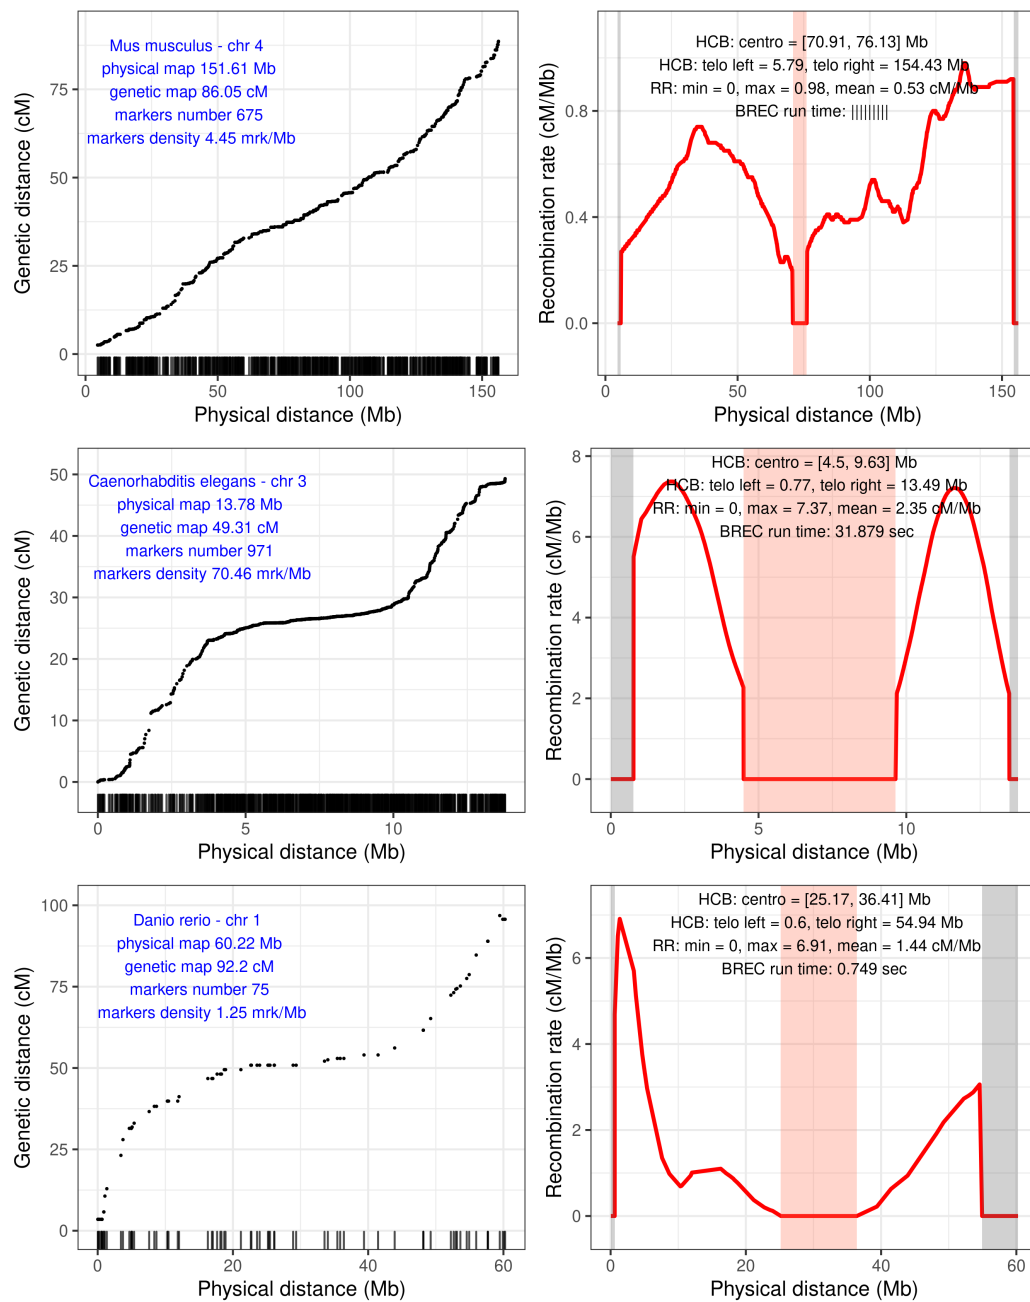 Mus musculus - chr 4
physical map 151.61 Mb
genetic map 86.05 cM
markers number 675
markers density 4.45 mrk/Mb
Genetic distance (cM)
75
50
25
0
0
50
100
150
Physical distance (Mb)
HCB: centro = [70.91, 76.13] Mb
HCB: telo left = 5.79, telo right = 154.43 Mb
RR: min = 0, max = 0.98, mean = 0.53 cM/Mb
BREC run time: |||||||||
Recombination rate (cM/Mb)
0.8
0.4
0.0
0
50
100
150
Physical distance (Mb)
Caenorhabditis elegans - chr 3
physical map 13.78 Mb
genetic map 49.31 cM
markers number 971
markers density 70.46 mrk/Mb
Genetic distance (cM)
50
40
30
20
10
0
0
5
10
Physical distance (Mb)
HCB: centro = [4.5, 9.63] Mb
HCB: telo left = 0.77, telo right = 13.49 Mb
RR: min = 0, max = 7.37, mean = 2.35 cM/Mb
BREC run time: 31.879 sec
Recombination rate (cM/Mb)
8
6
4
2
0
0
5
10
Physical distance (Mb)
Danio rerio - chr 1
physical map 60.22 Mb
genetic map 92.2 cM
markers number 75
markers density 1.25 mrk/Mb
Genetic distance (cM)
100
75
50
25
0
0
20
40
60
Physical distance (Mb)
HCB: centro = [25.17, 36.41] Mb
HCB: telo left = 0.6, telo right = 54.94 Mb
RR: min = 0, max = 6.91, mean = 1.44 cM/Mb
BREC run time: 0.749 sec
Recombination rate (cM/Mb)
6
4
2
0
0
20
40
60
Physical distance (Mb)